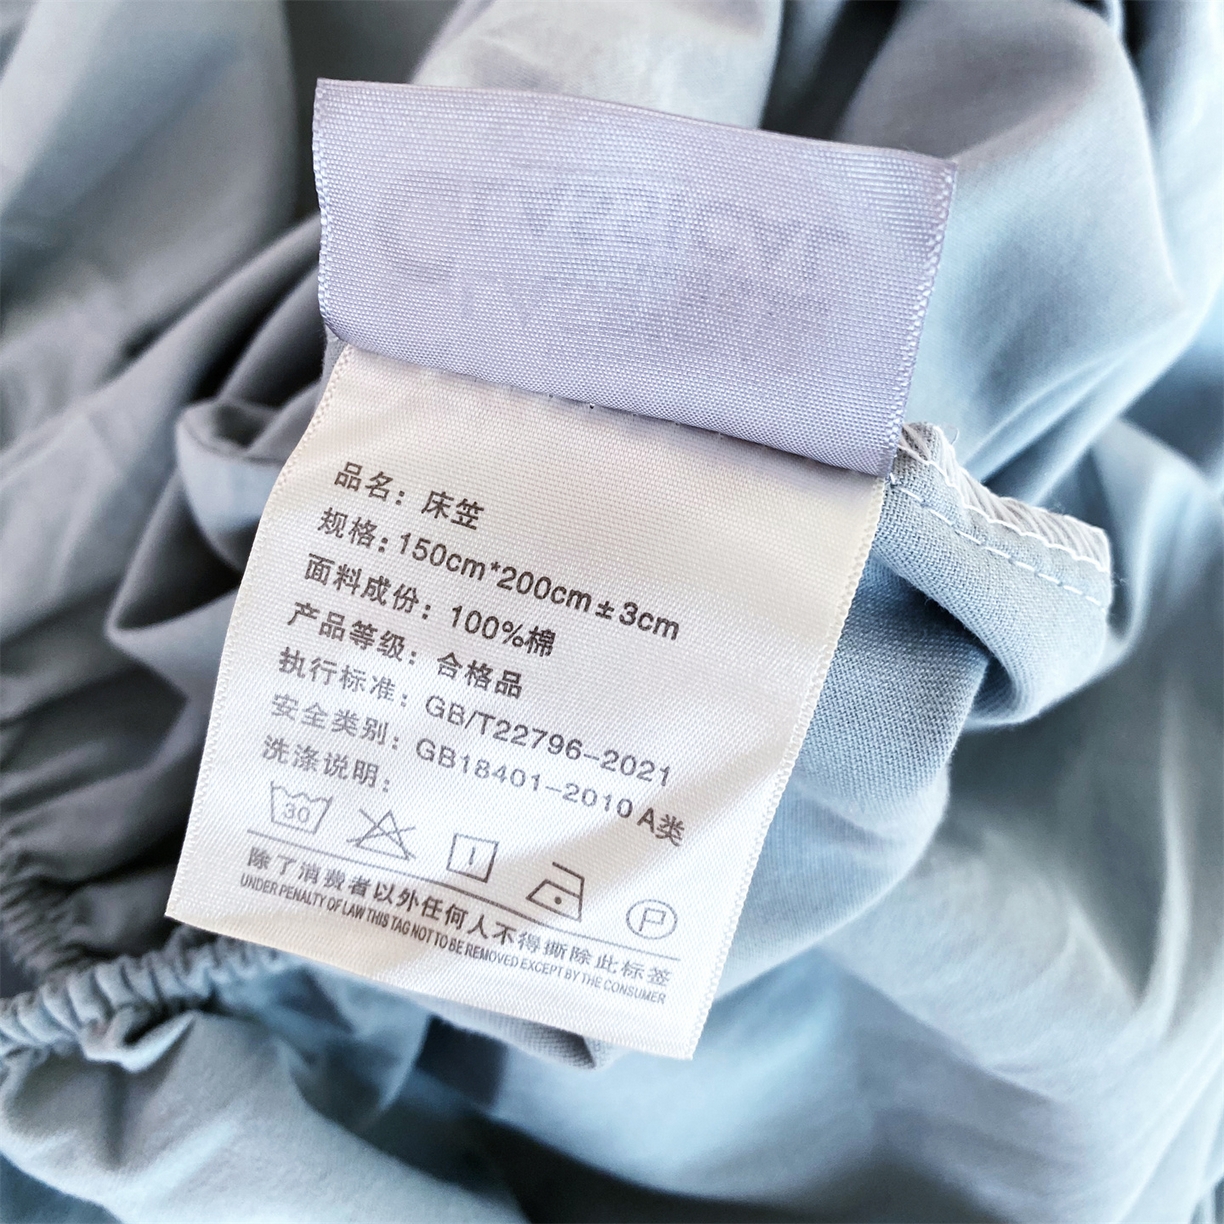 品名：床笠
规格：150cm*200cm±3cm
面料成份：100%棉
产品等级：合格品
执行标准：GB/T22796-2021
安全类别：GB18401-2010 A类
洗涤说明：
30 P
除了消费者以外任何人不得撕除此标签
UNDER PENALTY OF LAW THIS TAG NOT TO BE REMOVED EXCEPT BY THE CONSUMER